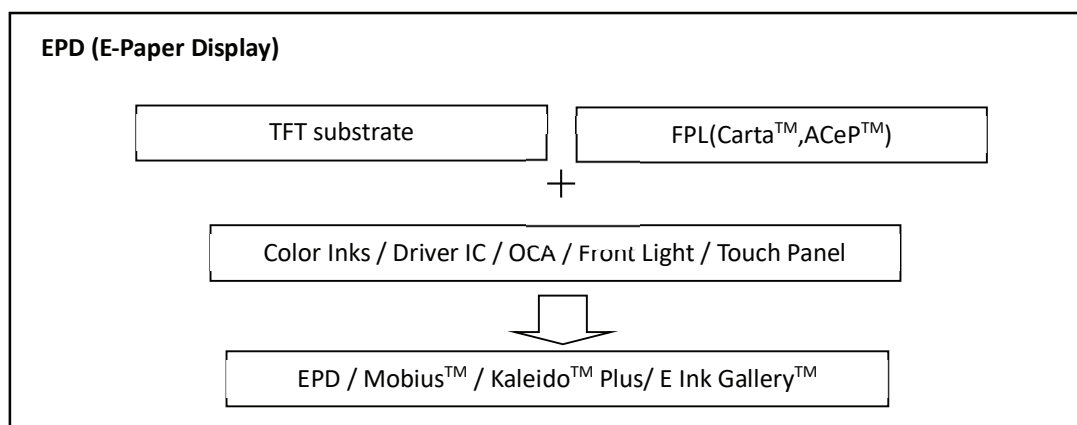 EPD (E-Paper Display)
TFT substrate
FPL(Carta™,ACeP™)
+
Color Inks / Driver IC / OCA / Front Light / Touch Panel
EPD / Mobius™ / Kaleido™ Plus/ E Ink Gallery™